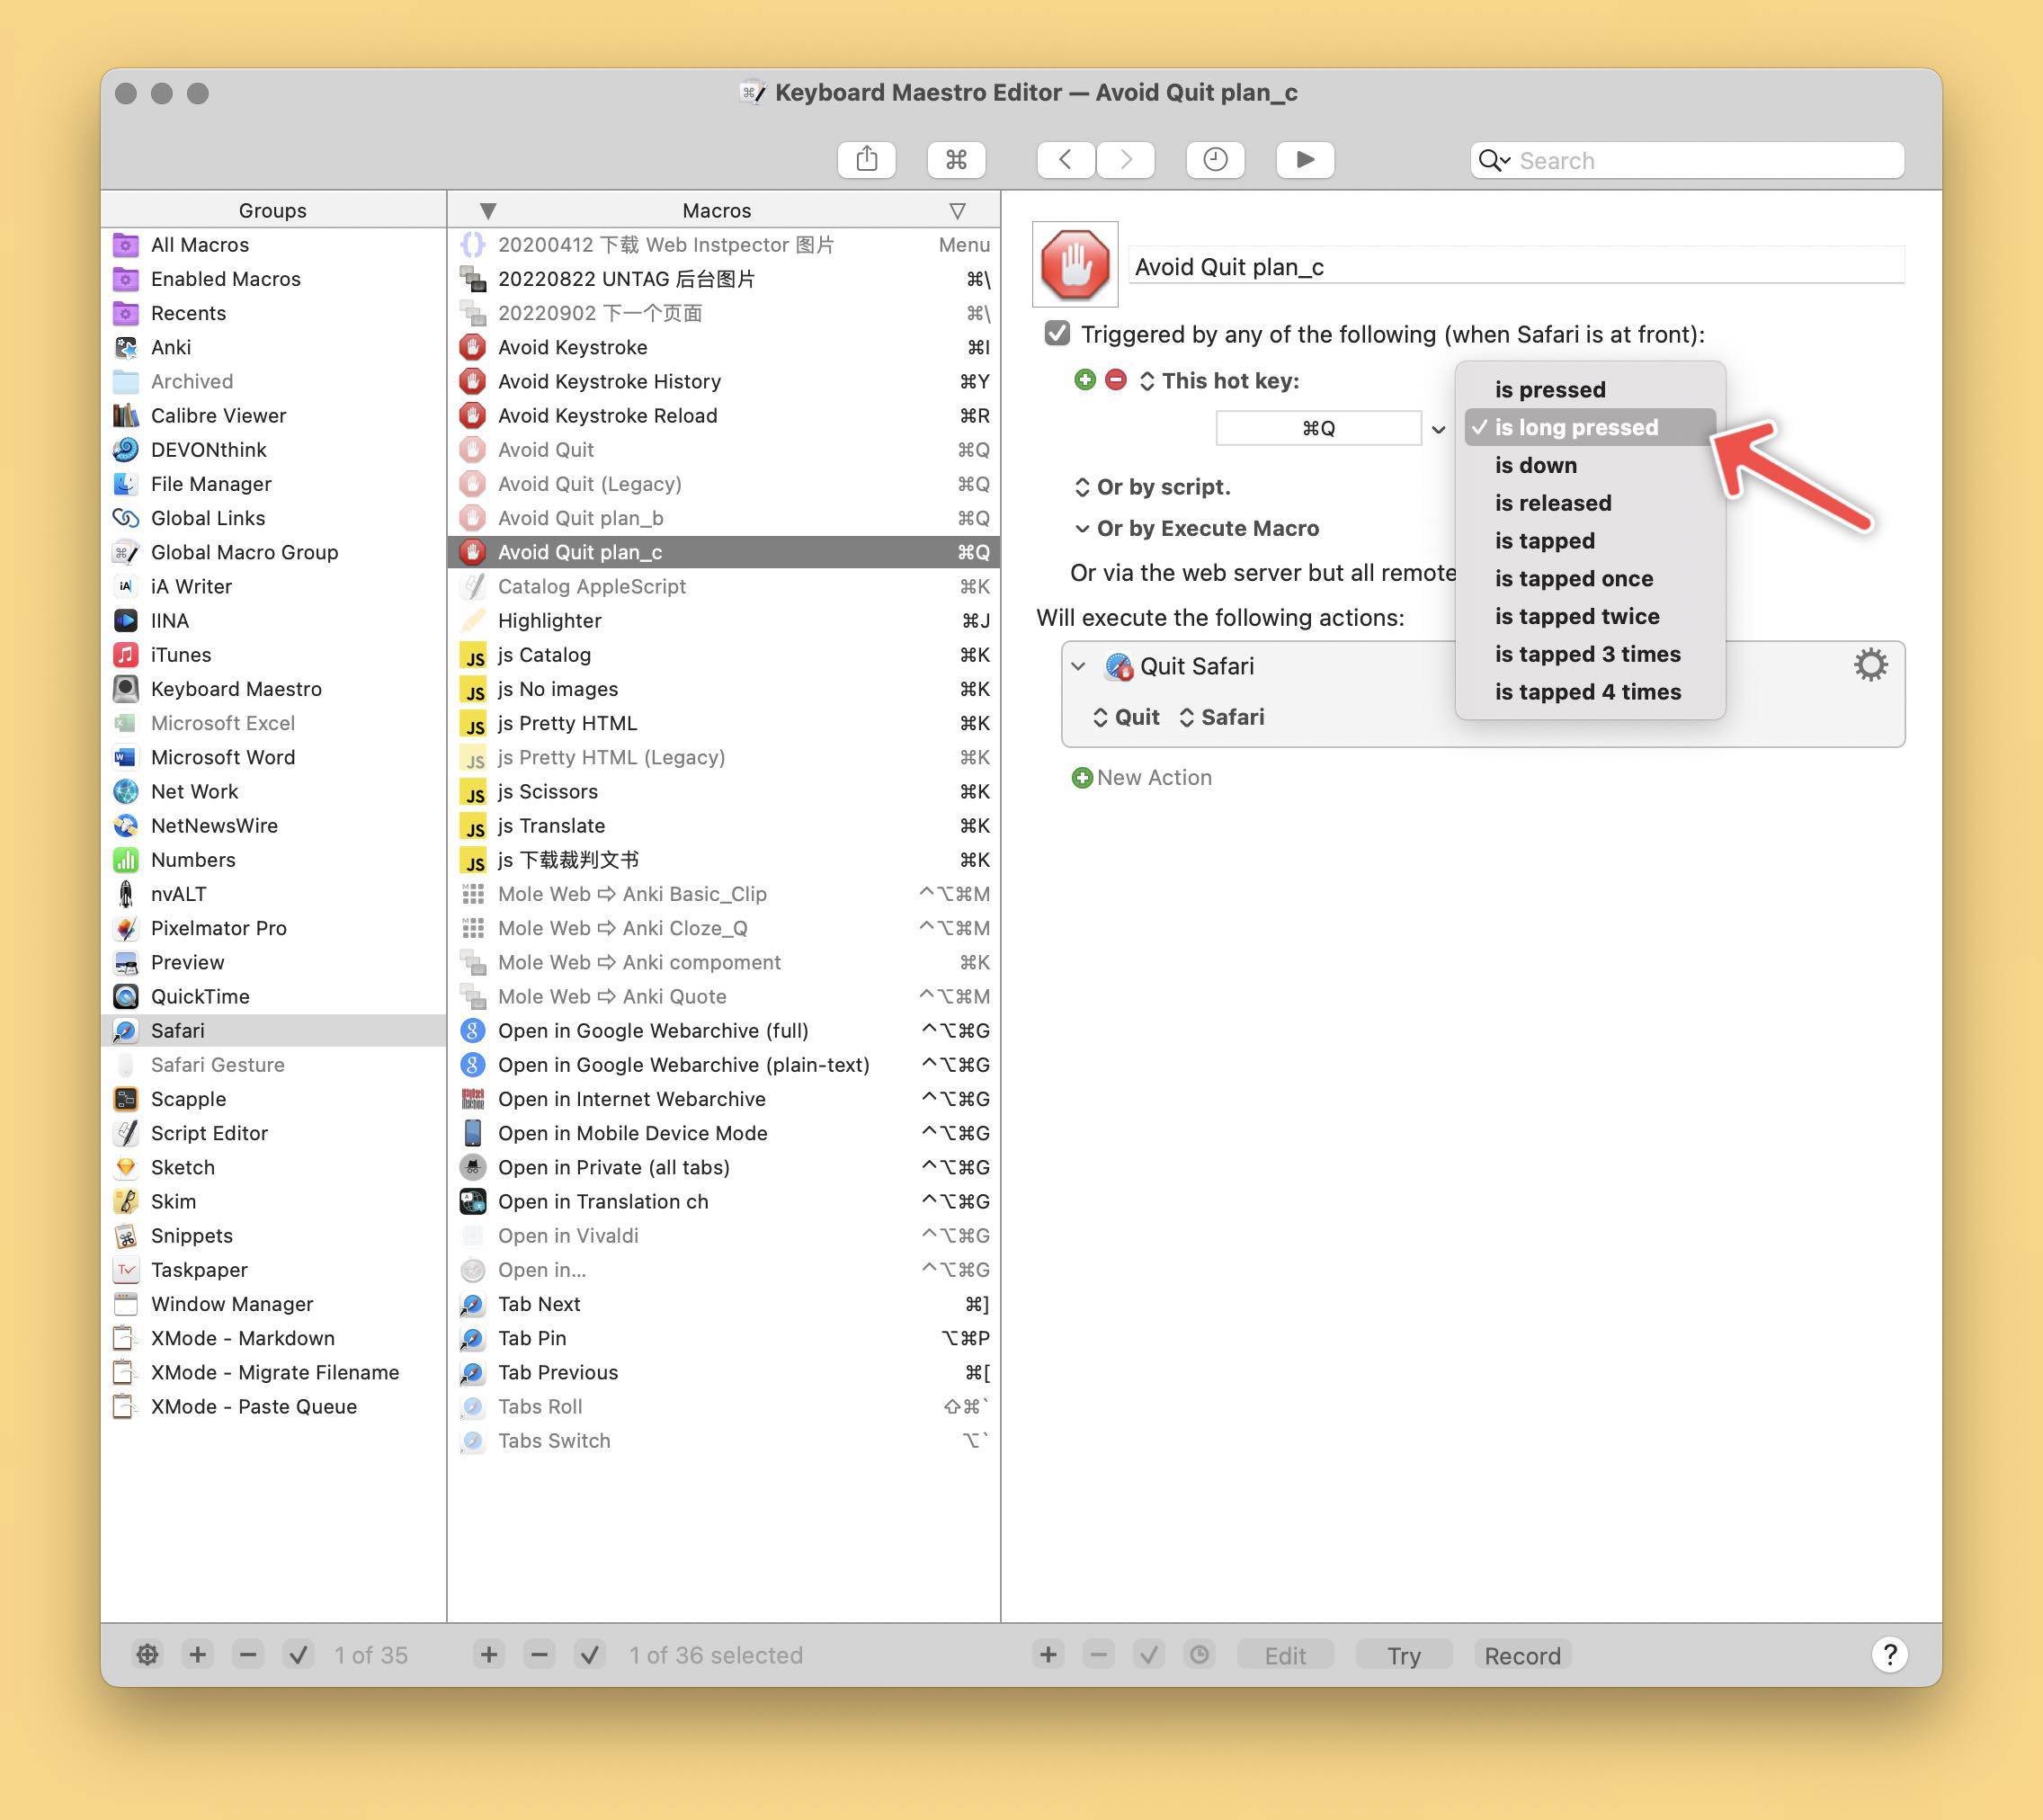 Keyboard Maestro Editor — Avoid Quit plan_c
Search
Groups
All Macros
Enabled Macros
Recents
Anki
Archived
Calibre Viewer
DEVONthink
File Manager
Global Links
Global Macro Group
iA Writer
IINA
iTunes
Keyboard Maestro
Microsoft Excel
Microsoft Word
Net Work
NetNewsWire
Numbers
nvALT
Pixelmator Pro
Preview
QuickTime
Safari
Safari Gesture
Scapple
Script Editor
Sketch
Skim
Snippets
Taskpaper
Window Manager
XMode - Markdown
XMode - Migrate Filename
XMode - Paste Queue
1 of 35
Macros
20200412 下载 Web Instpector 图片 Menu
20220822 UNTAG 后台图片 ⌘\
20220902 下一个页面 ⌘\
Avoid Keystroke ⌘I
Avoid Keystroke History ⌘Y
Avoid Keystroke Reload ⌘R
Avoid Quit ⌘Q
Avoid Quit (Legacy) ⌘Q
Avoid Quit plan_b ⌘Q
Avoid Quit plan_c ⌘Q
Catalog AppleScript ⌘K
Highlighter ⌘J
JS js Catalog ⌘K
JS js No images ⌘K
JS js Pretty HTML ⌘K
JS js Pretty HTML (Legacy) ⌘K
JS js Scissors ⌘K
JS js Translate ⌘K
JS js 下载裁判文书 ⌘K
Mole Web ⇨ Anki Basic_Clip ^⌥⌘M
Mole Web ⇨ Anki Cloze_Q ^⌥⌘M
Mole Web ⇨ Anki compoment ⌘K
Mole Web ⇨ Anki Quote ^⌥⌘M
Open in Google Webarchive (full) ^⌥⌘G
Open in Google Webarchive (plain-text) ^⌥⌘G
Open in Internet Webarchive ^⌥⌘G
Open in Mobile Device Mode ^⌥⌘G
Open in Private (all tabs) ^⌥⌘G
Open in Translation ch ^⌥⌘G
Open in Vivaldi ^⌥⌘G
Open in... ^⌥⌘G
Tab Next ⌘]
Tab Pin ⌥⌘P
Tab Previous ⌘[
Tabs Roll ⇧⌘`
Tabs Switch ⌥`
1 of 36 selected
Avoid Quit plan_c
Triggered by any of the following (when Safari is at front):
This hot key:
⌘Q
is pressed
✓ is long pressed
is down
is released
is tapped
is tapped once
is tapped twice
is tapped 3 times
is tapped 4 times
Or by script.
Or by Execute Macro
Or via the web server but all remote
Will execute the following actions:
Quit Safari
Quit Safari
New Action
Edit
Try
Record
?